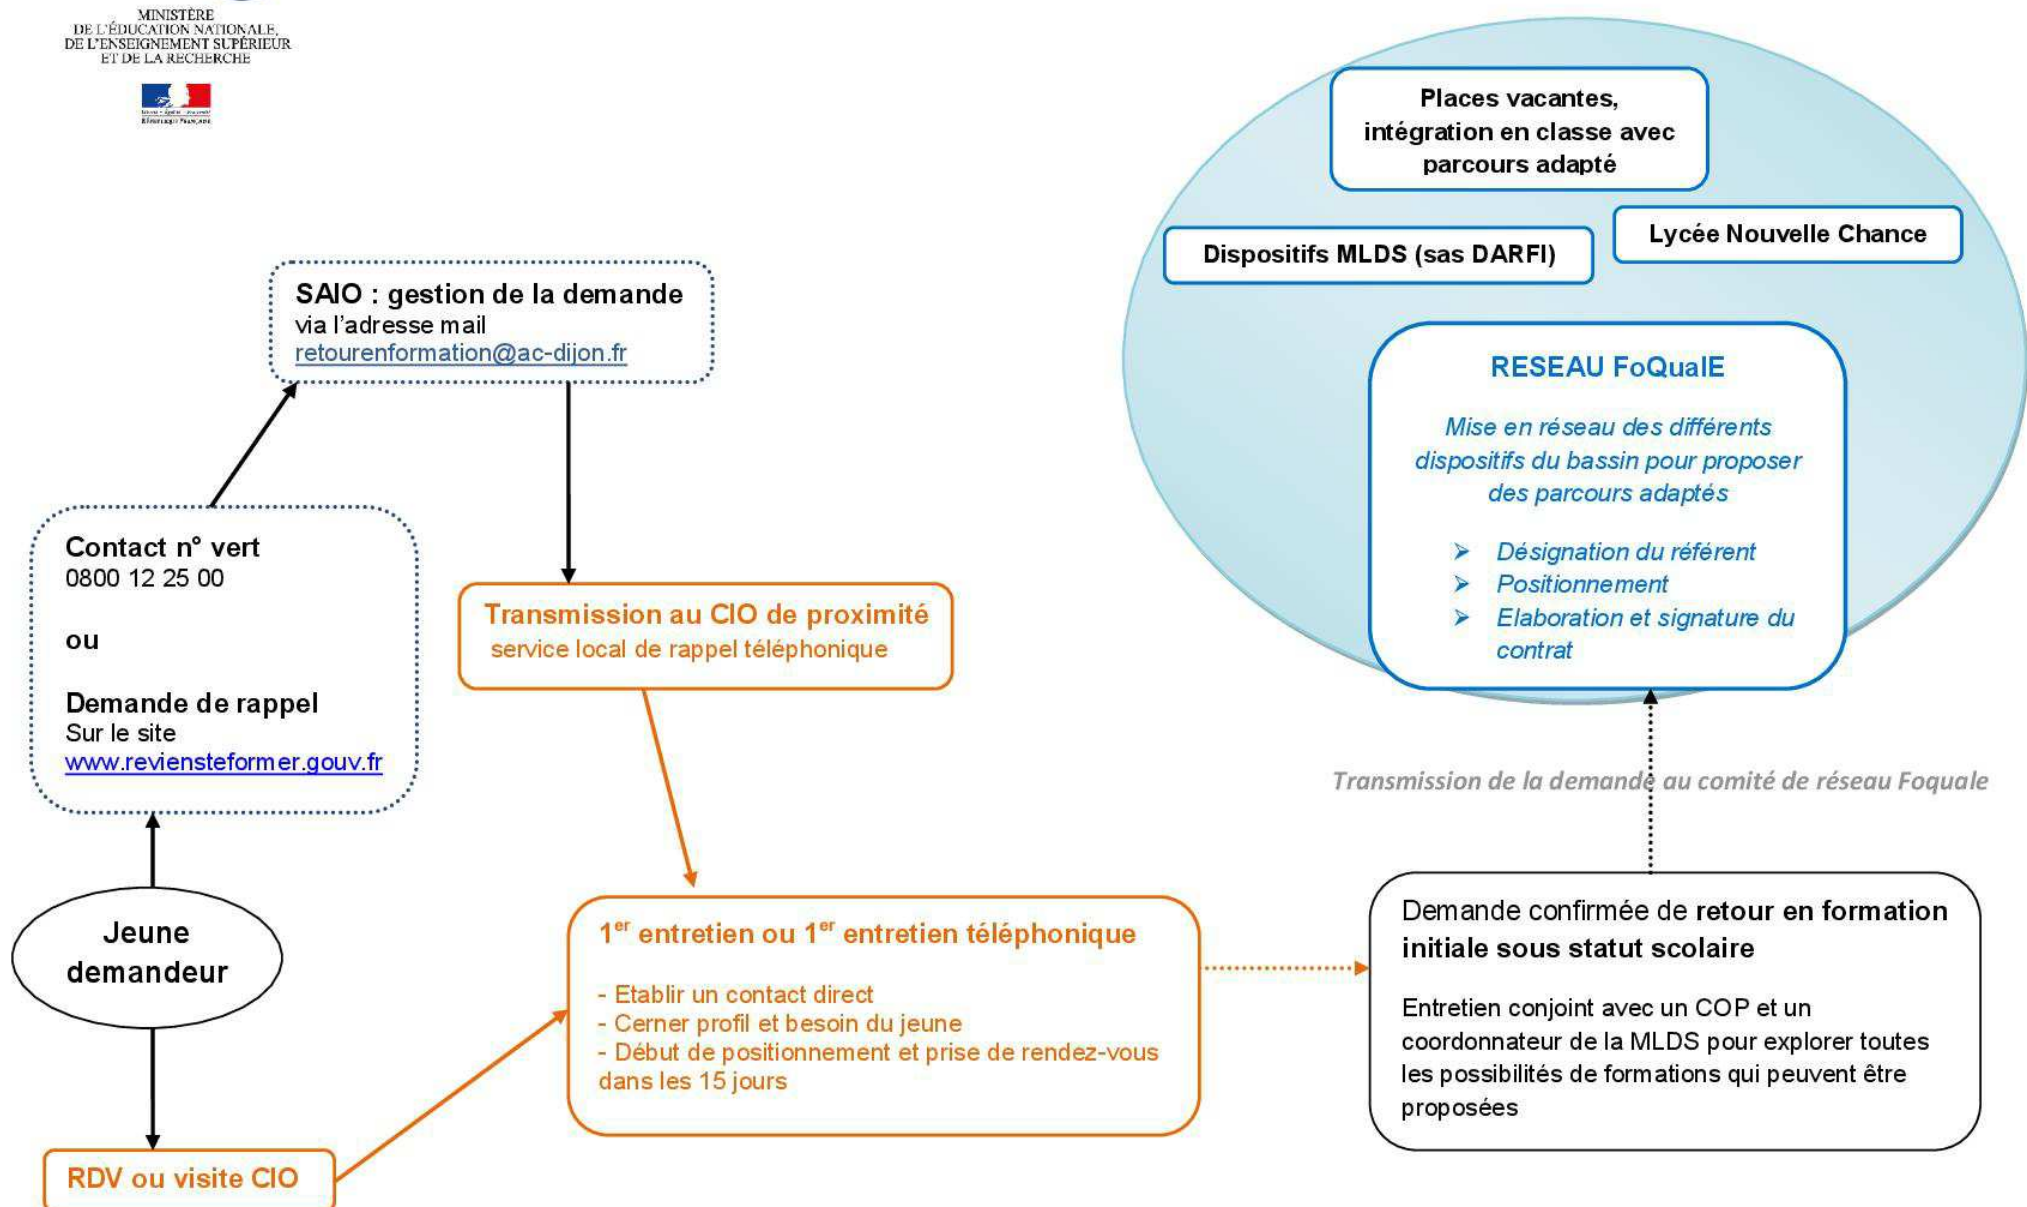 MINISTÈRE
DE L'ÉDUCATION NATIONALE,
DE L'ENSEIGNEMENT SUPÉRIEUR
ET DE LA RECHERCHE
RÉPUBLIQUE FRANÇAISE
Places vacantes,
intégration en classe avec
parcours adapté
Lycée Nouvelle Chance
Dispositifs MLDS (sas DARFI)
SAIO : gestion de la demande
via l'adresse mail
retourenformation@ac-dijon.fr
RESEAU FoQualE
Mise en réseau des différents
dispositifs du bassin pour proposer
des parcours adaptés
➢ Désignation du référent
➢ Positionnement
➢ Elaboration et signature du
contrat
Contact n° vert
0800 12 25 00
ou
Demande de rappel
Sur le site
www.reviensteformer.gouv.fr
Transmission au CIO de proximité
service local de rappel téléphonique
Transmission de la demande au comité de réseau Foquale
Jeune
demandeur
1er entretien ou 1er entretien téléphonique
- Etablir un contact direct
- Cerner profil et besoin du jeune
- Début de positionnement et prise de rendez-vous
dans les 15 jours
Demande confirmée de retour en formation
initiale sous statut scolaire
Entretien conjoint avec un COP et un
coordonnateur de la MLDS pour explorer toutes
les possibilités de formations qui peuvent être
proposées
RDV ou visite CIO